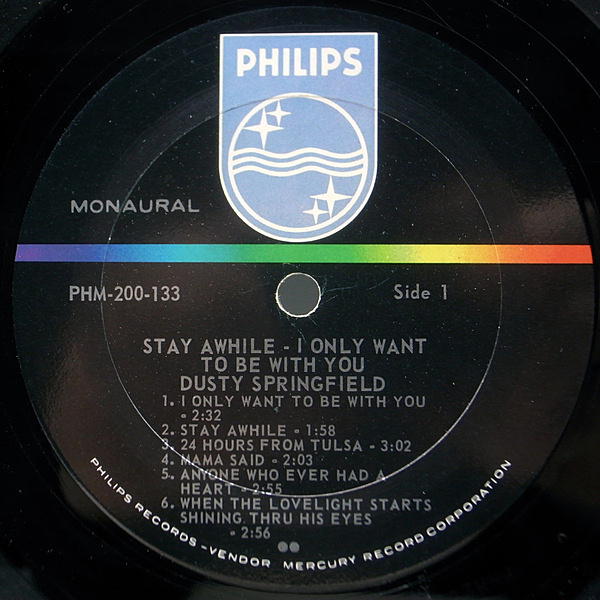 PHILIPS
MONAURAL
PHM-200-133
Side 1
STAY AWHILE - I ONLY WANT
TO BE WITH YOU
DUSTY SPRINGFIELD
1. I ONLY WANT TO BE WITH YOU
- 2:32
2. STAY AWHILE - 1:58
3. 24 HOURS FROM TULSA - 3:02
4. MAMA SAID - 2:03
5. ANYONE WHO EVER HAD A
HEART - 2:55
6. WHEN THE LOVELIGHT STARTS
SHINING THRU HIS EYES
- 2:56
PHILIPS RECORDS - VENDOR MERCURY RECORD CORPORATION